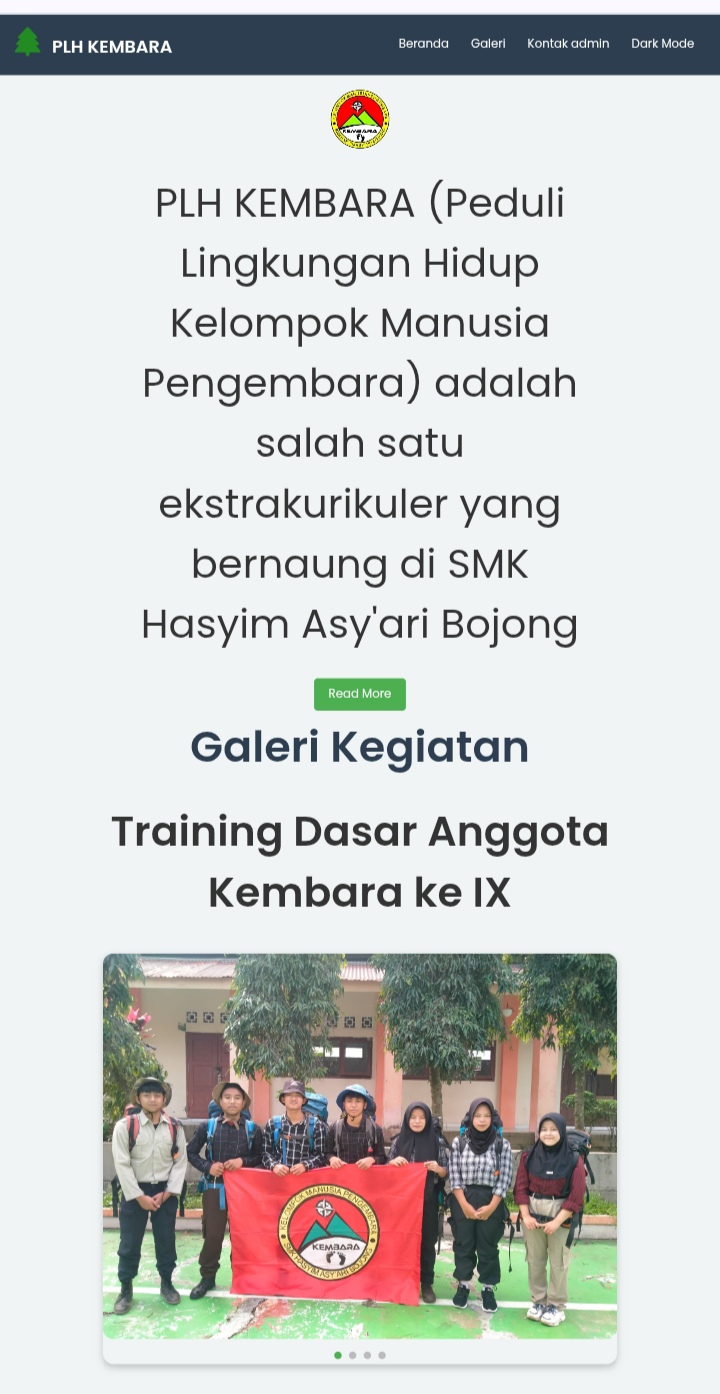 PLH KEMBARA
Beranda
Galeri
Kontak admin
Dark Mode
KEMBARA
PLH KEMBARA (Peduli
Lingkungan Hidup
Kelompok Manusia
Pengembara) adalah
salah satu
ekstrakurikuler yang
bernaung di SMK
Hasyim Asy'ari Bojong
Read More
Galeri Kegiatan
Training Dasar Anggota
Kembara ke IX
KELOMPOK MANUSIA PENGEMBARA
KEMBARA
SMK HASYIM ASY'ARI BOJONG